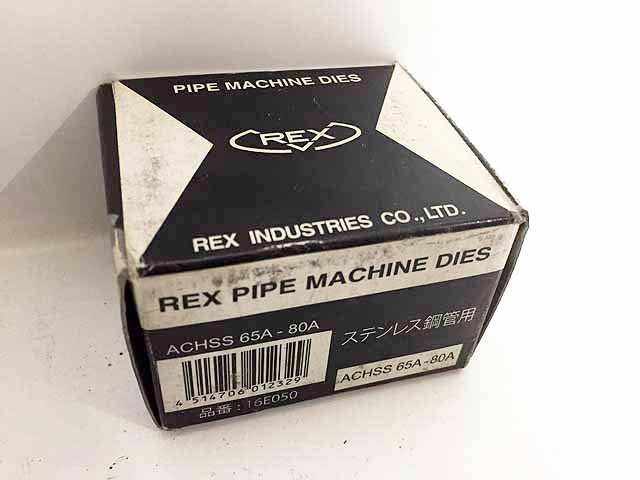 PIPE MACHINE DIES
REX
REX INDUSTRIES CO.,LTD.
REX PIPE MACHINE DIES
ACHSS 65A-80A
ステンレス鋼管用
4 514706 012329
ACHSS 65A-80A
品番:16E050